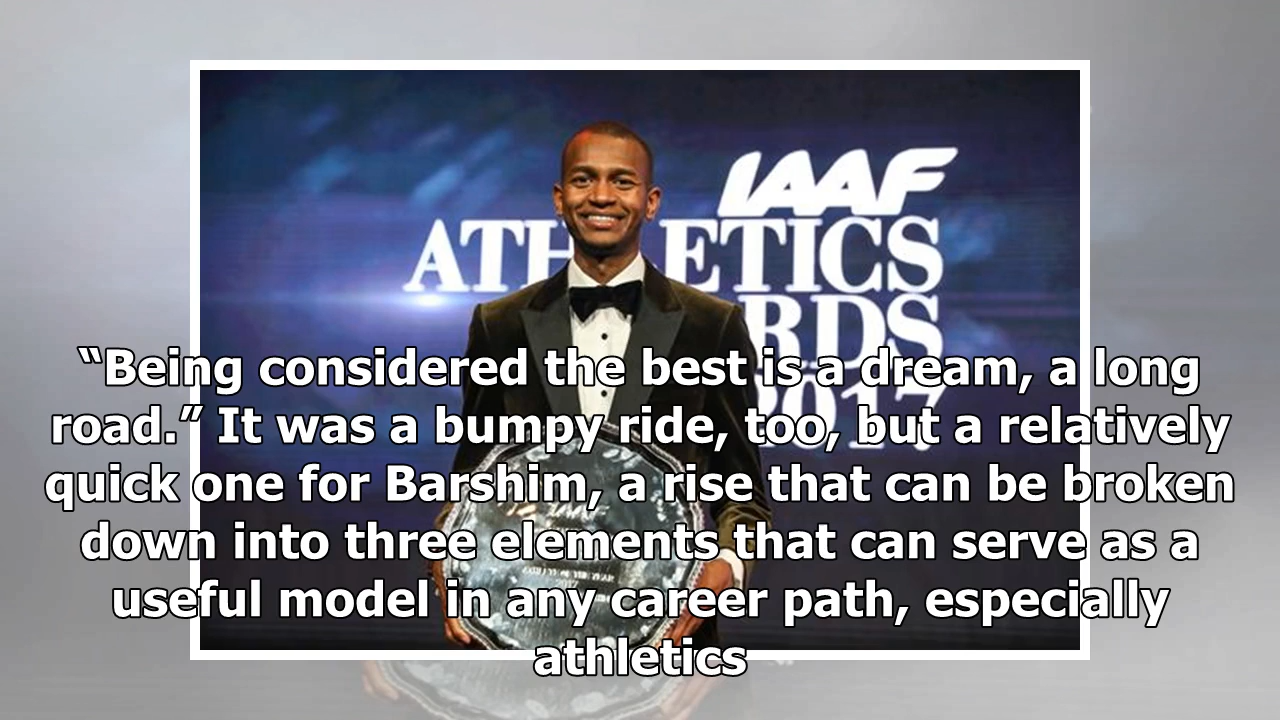 IAAF
ATHLETICS
RDS
2017
“Being considered the best is a dream, a long
road.” It was a bumpy ride, too, but a relatively
quick one for Barshim, a rise that can be broken
down into three elements that can serve as a
useful model in any career path, especially
athletics